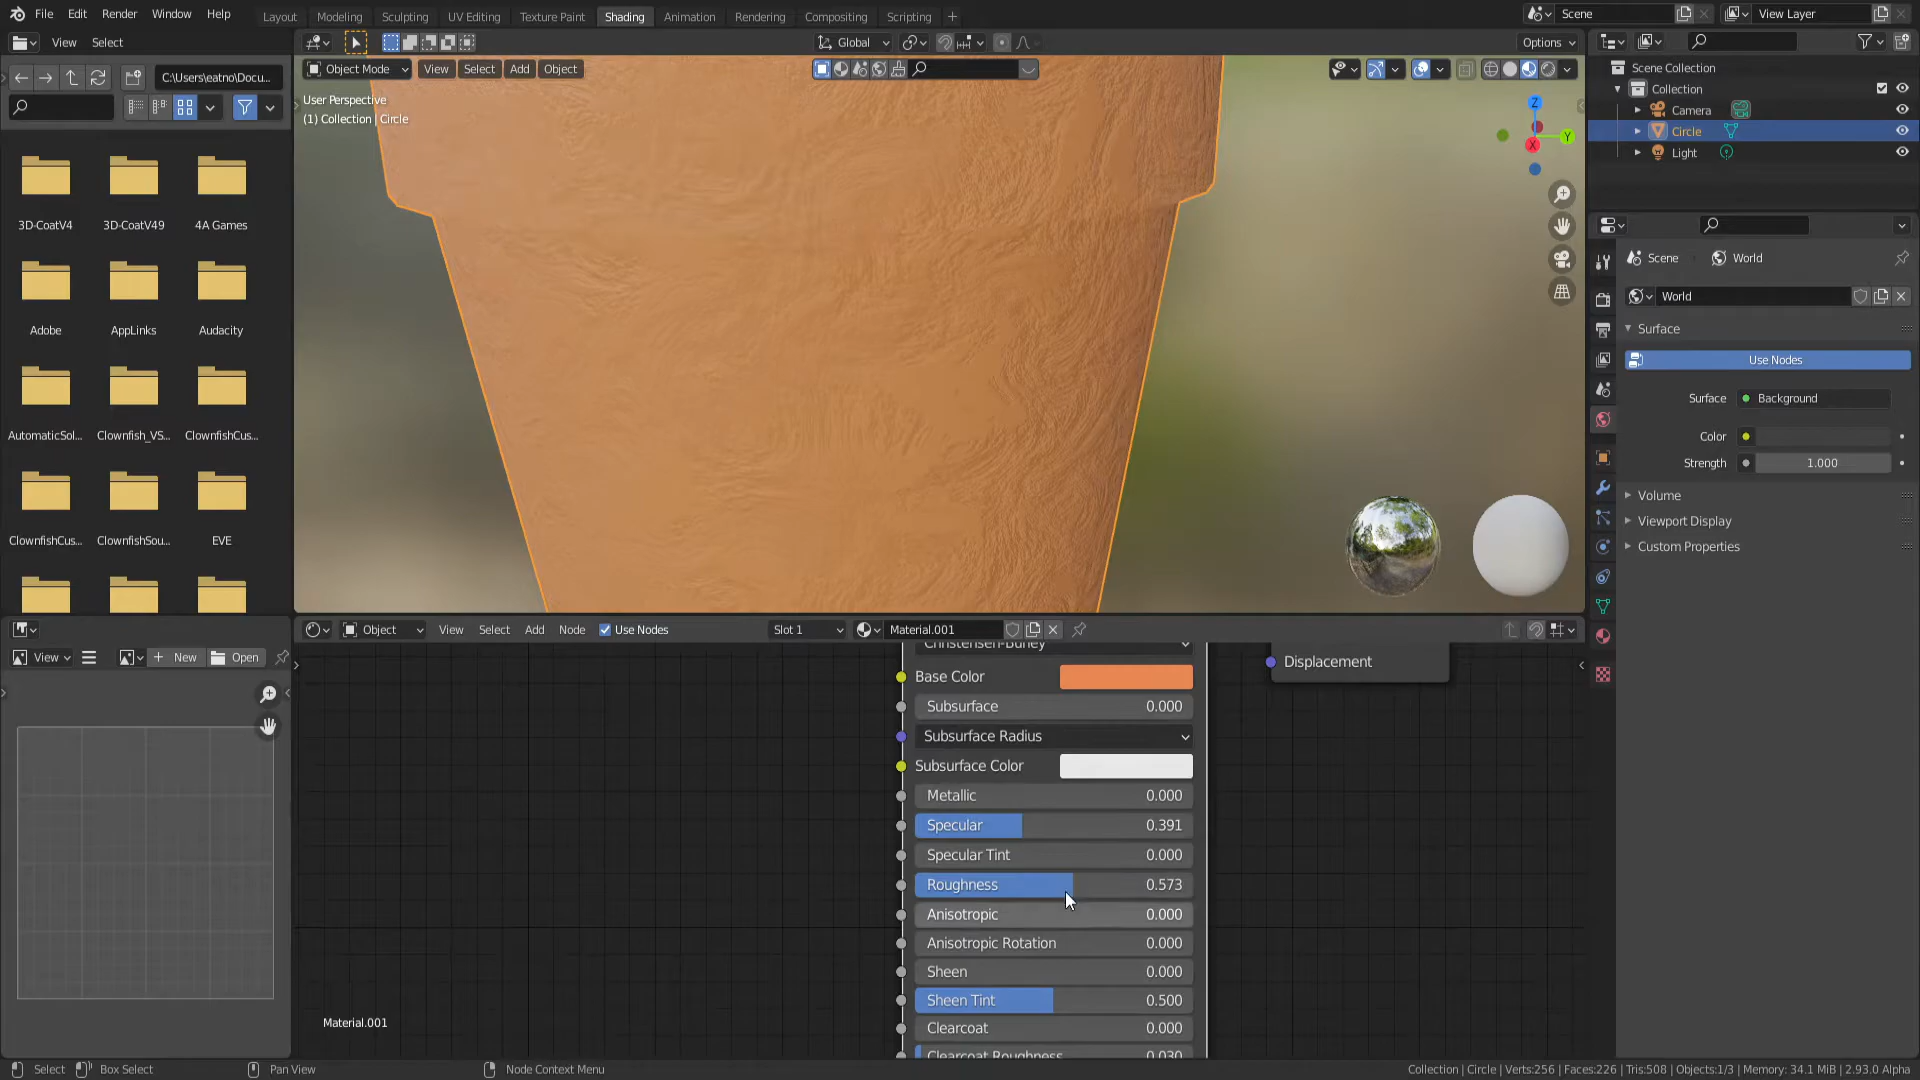 File Edit Render Window Help
Layout Modeling Sculpting UV Editing Texture Paint Shading Animation Rendering Compositing Scripting +
Scene
View Layer
View Select
Global
Options
C:\Users\eatno\Docu...
Object Mode View Select Add Object
User Perspective
(1) Collection | Circle
Z
Y
X
3D-CoatV4 3D-CoatV49 4A Games
Adobe AppLinks Audacity
AutomaticSol... Clownfish_VS... ClownfishCus...
ClownfishCus... ClownfishSou... EVE
Scene Collection
Collection
Camera
Circle
Light
Scene World
World
Surface
Use Nodes
Surface Background
Color
Strength 1.000
Volume
Viewport Display
Custom Properties
View New Open
Object View Select Add Node Use Nodes Slot 1 Material.001
Christensen-Burley
Base Color
Subsurface 0.000
Subsurface Radius
Subsurface Color
Metallic 0.000
Specular 0.391
Specular Tint 0.000
Roughness 0.573
Anisotropic 0.000
Anisotropic Rotation 0.000
Sheen 0.000
Sheen Tint 0.500
Clearcoat 0.000
Clearcoat Roughness 0.030
Displacement
Material.001
Select Box Select Pan View Node Context Menu
Collection | Circle | Verts:256 | Faces:226 | Tris:508 | Objects:1/3 | Memory: 34.1 MiB | 2.93.0 Alpha